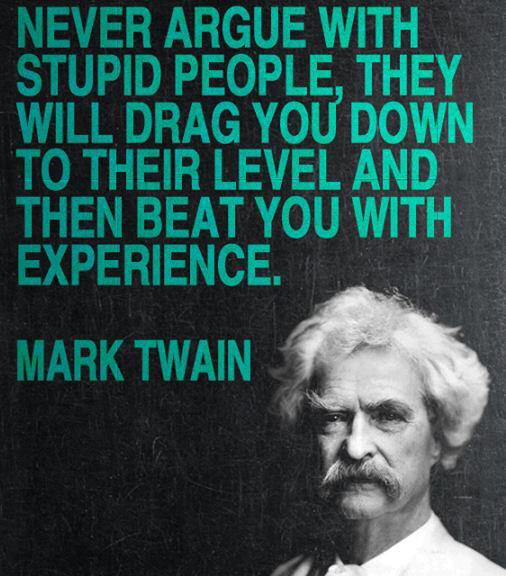 NEVER ARGUE WITH
STUPID PEOPLE, THEY
WILL DRAG YOU DOWN
TO THEIR LEVEL AND
THEN BEAT YOU WITH
EXPERIENCE.
MARK TWAIN